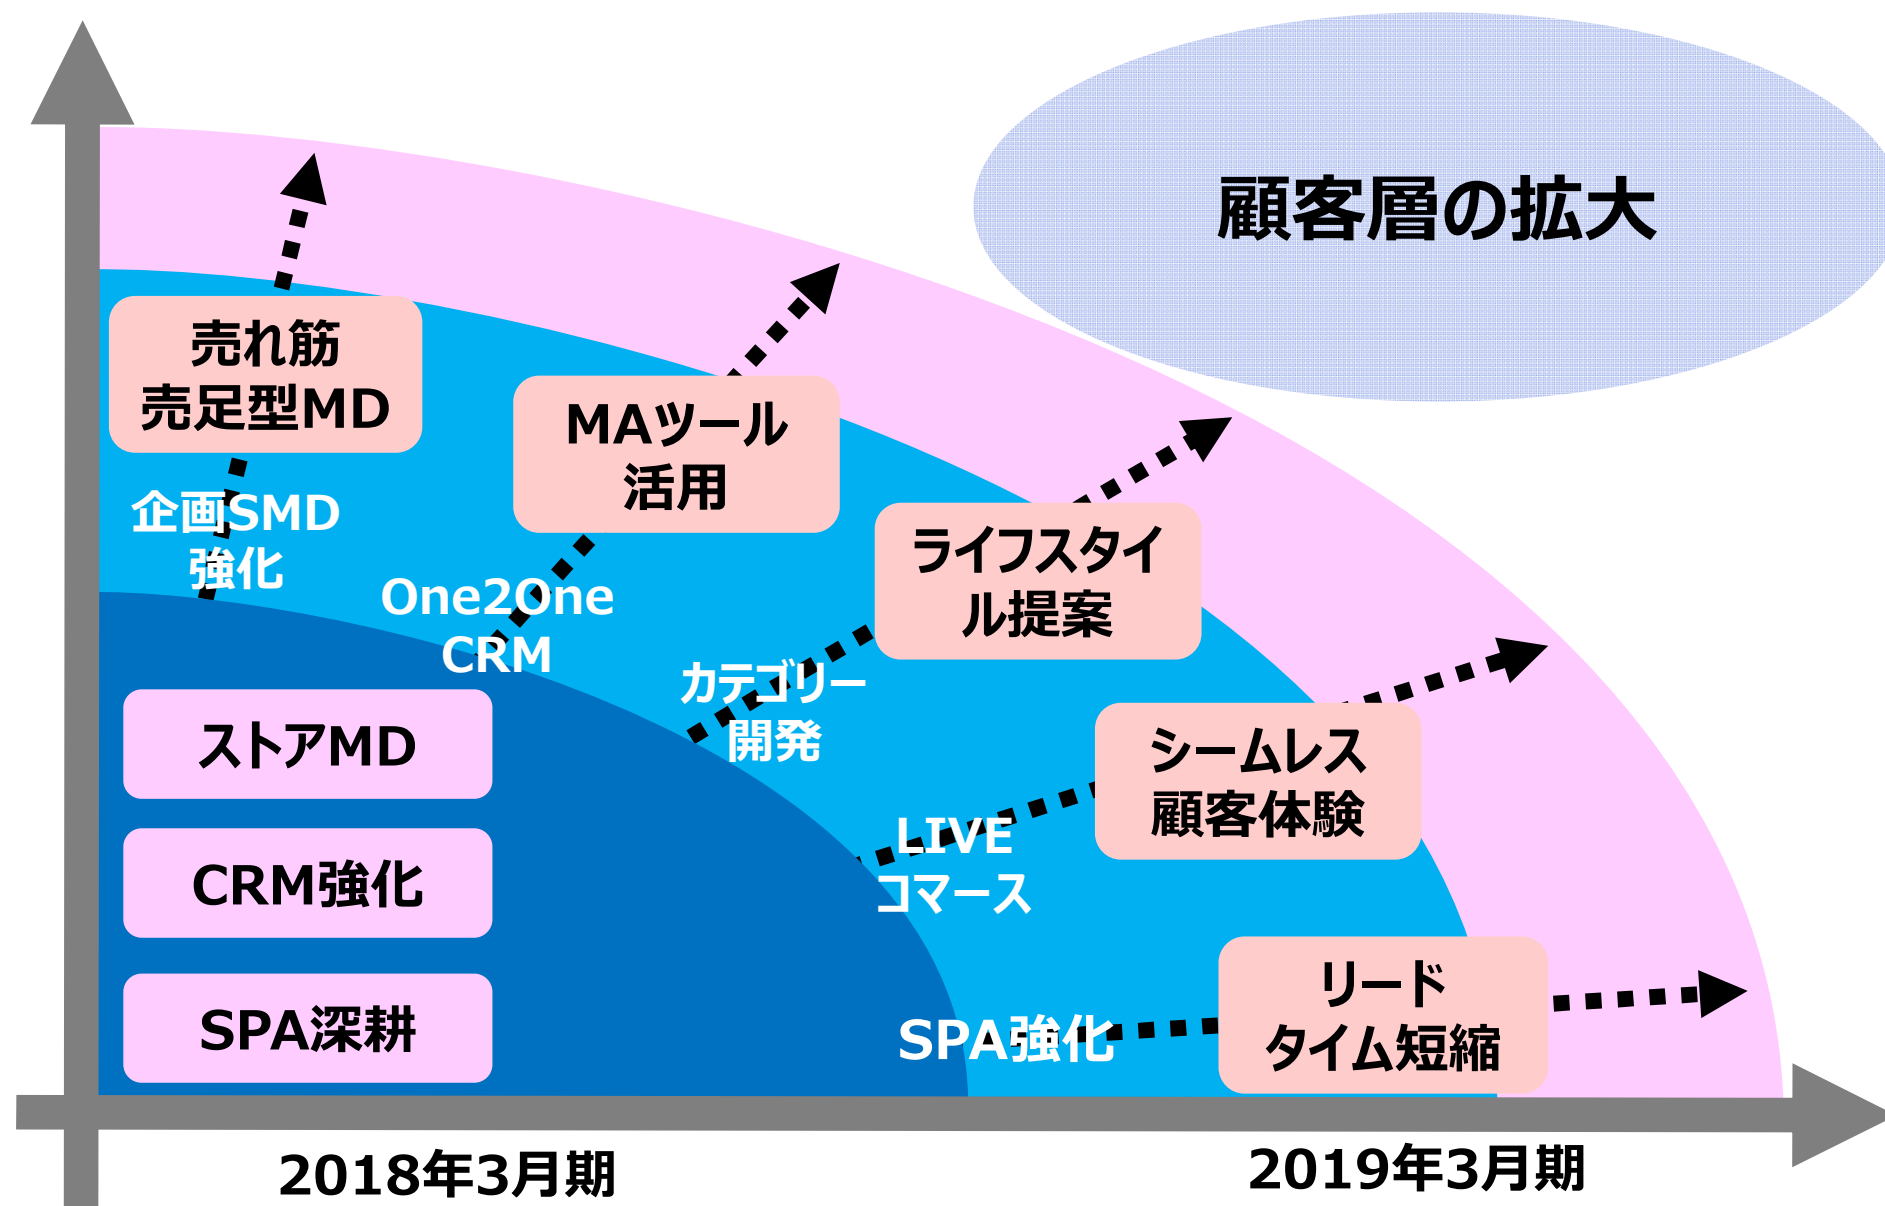 顧客層の拡大
売れ筋
売足型MD
MAツール
活用
企画SMD
強化
One2One
CRM
ライフスタイ
ル提案
カテゴリー
開発
シームレス
顧客体験
LIVE
コマース
ストアMD
CRM強化
SPA深耕
SPA強化
リード
タイム短縮
2018年3月期
2019年3月期